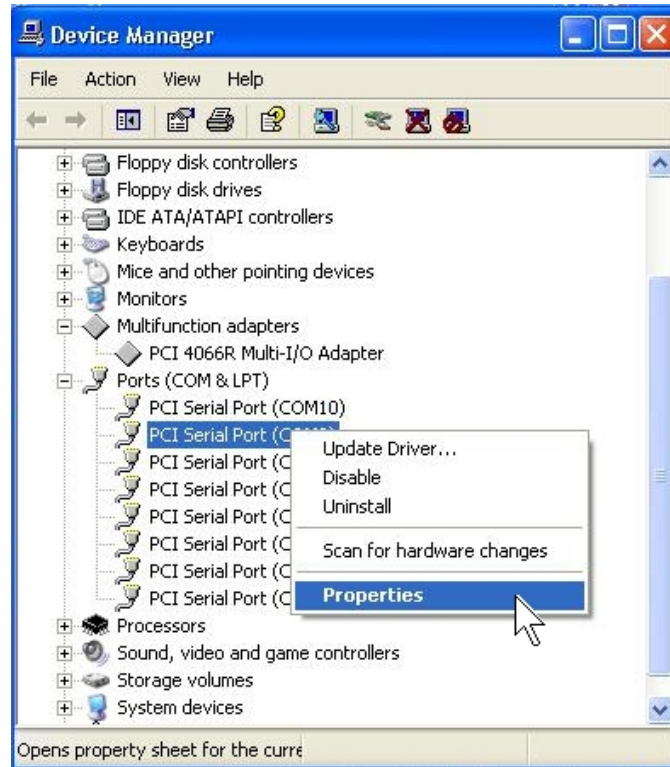 Device Manager
File Action View Help
Floppy disk controllers
Floppy disk drives
IDE ATA/ATAPI controllers
Keyboards
Mice and other pointing devices
Monitors
Multifunction adapters
PCI 4066R Multi-I/O Adapter
Ports (COM & LPT)
PCI Serial Port (COM10)
PCI Serial Port
PCI Serial Port (C
PCI Serial Port (C
PCI Serial Port (C
PCI Serial Port (C
PCI Serial Port (C
PCI Serial Port (C
Update Driver...
Disable
Uninstall
Scan for hardware changes
Properties
Processors
Sound, video and game controllers
Storage volumes
System devices
Opens property sheet for the curre